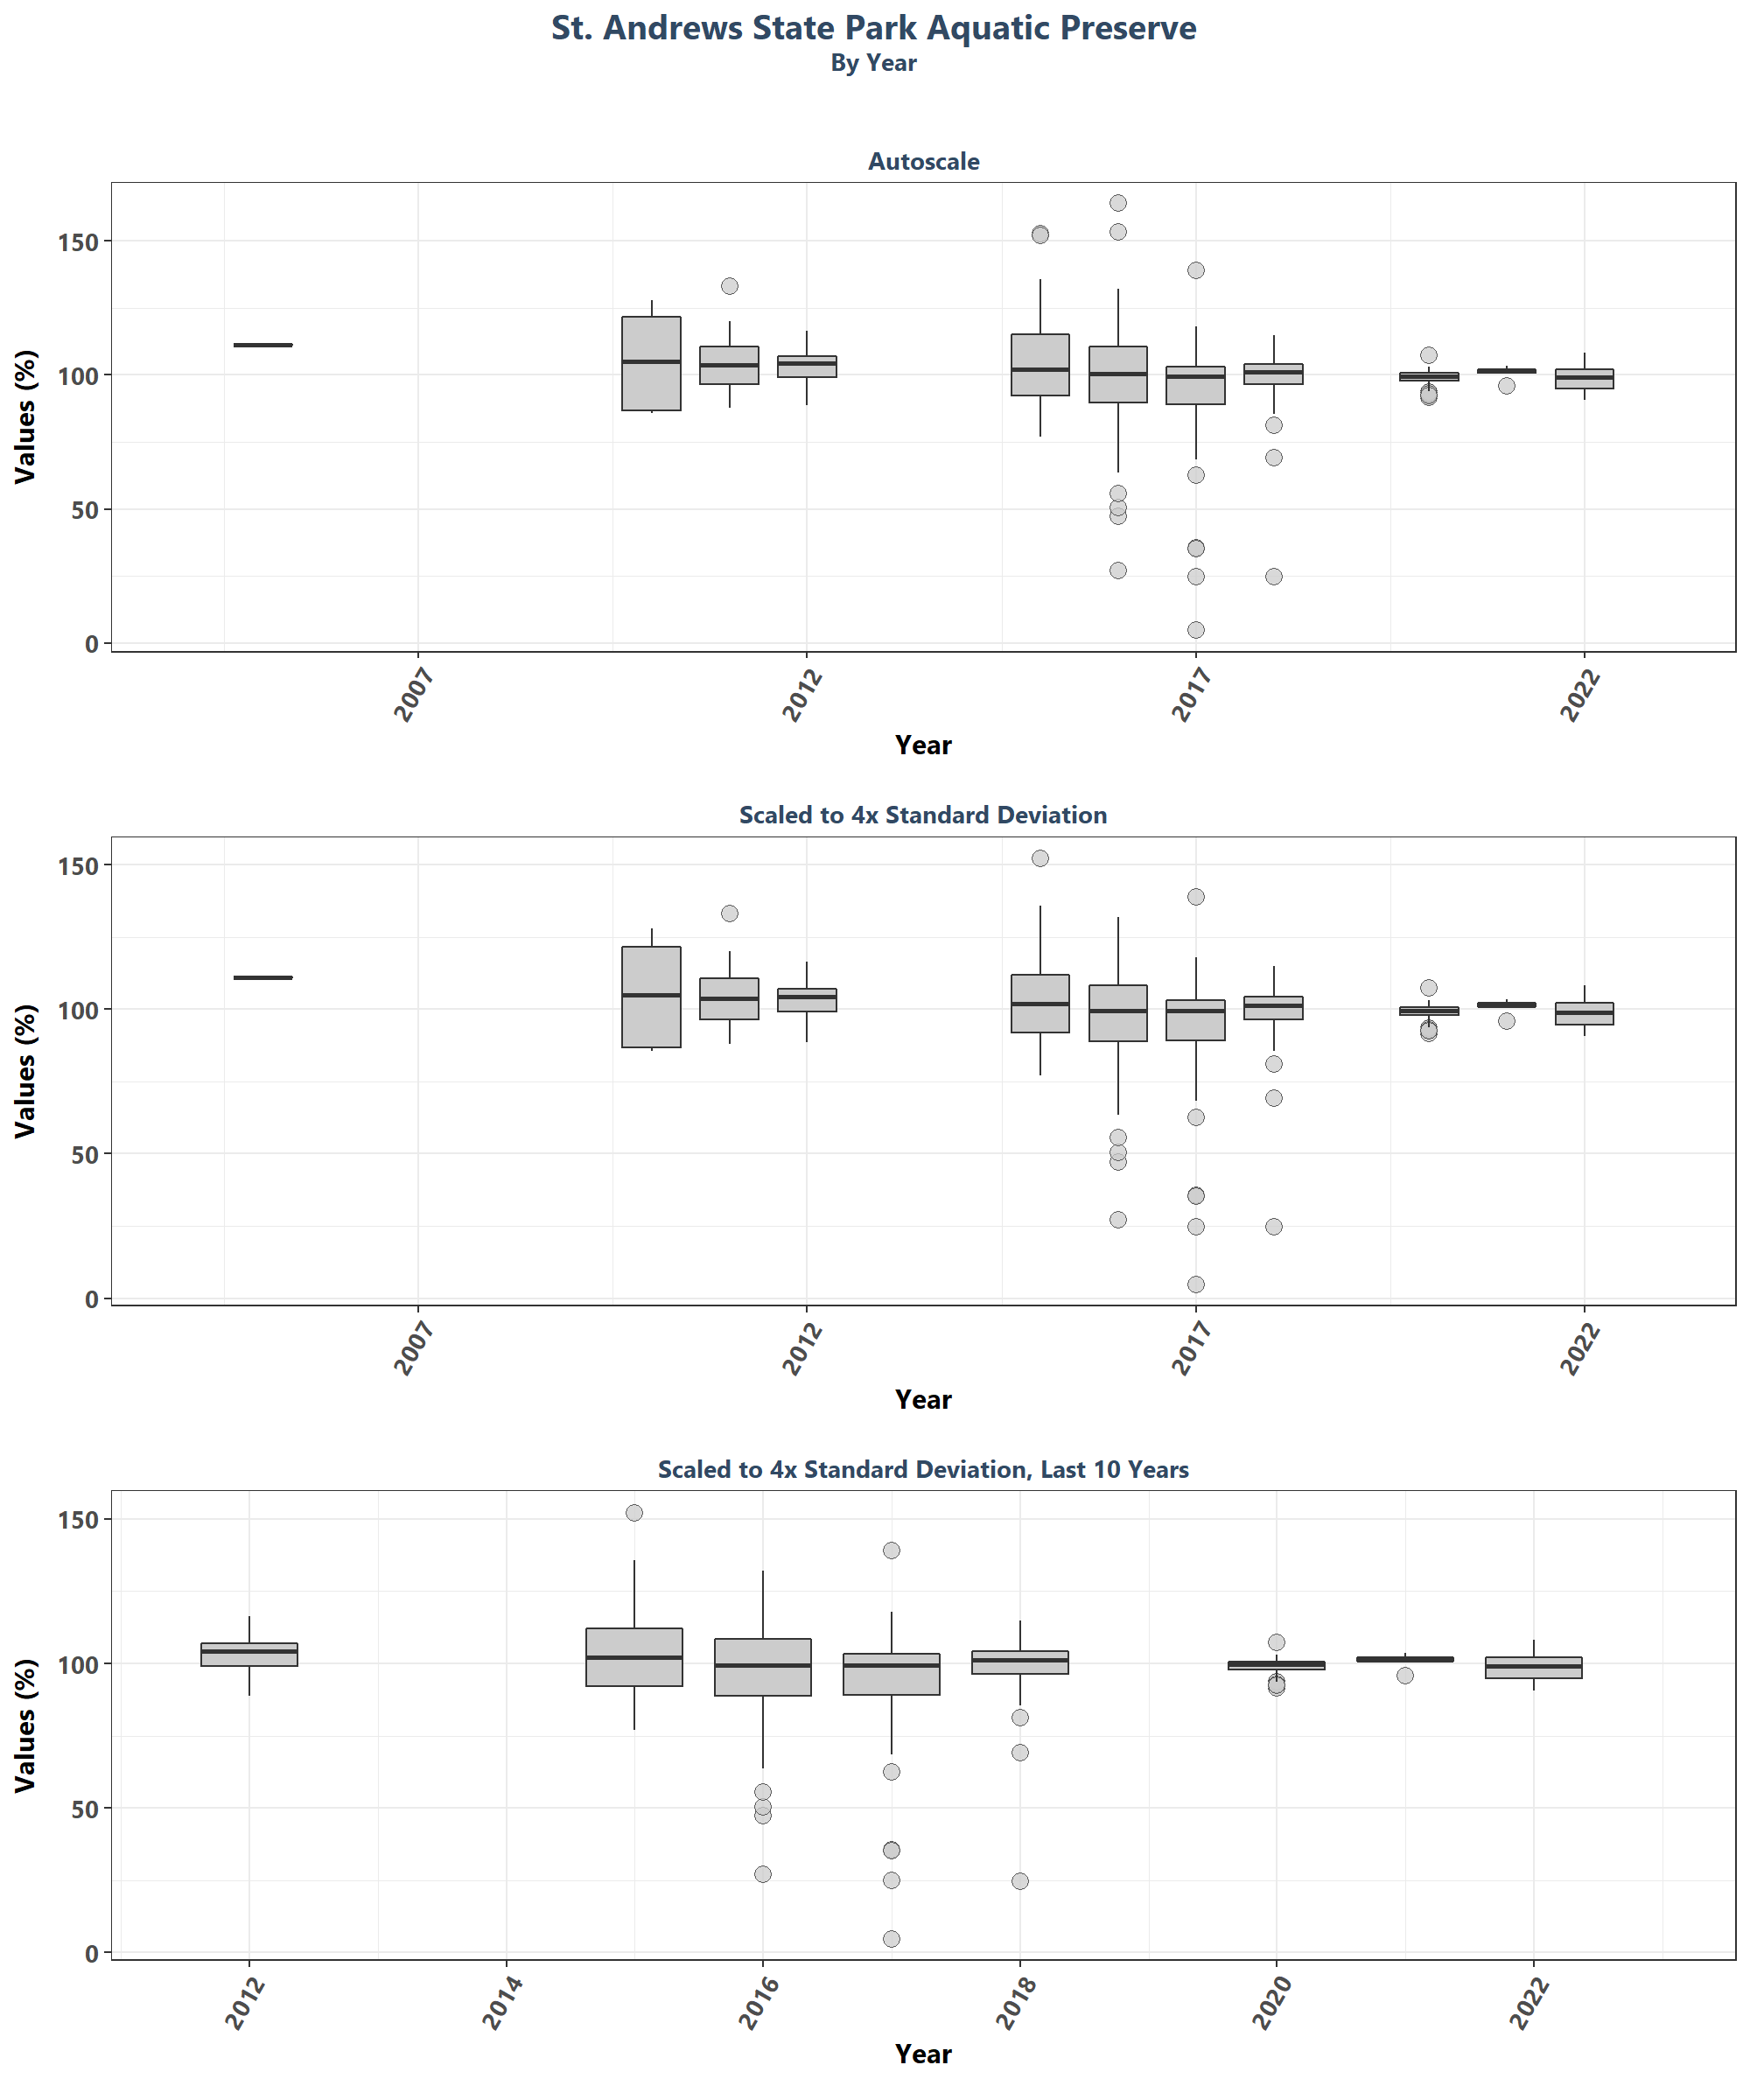 St. Andrews State Park Aquatic Preserve
By Year
Autoscale
Values (%)
150
100
50
0
2007
2012
2017
2022
Year
Scaled to 4x Standard Deviation
Values (%)
150
100
50
0
2007
2012
2017
2022
Year
Scaled to 4x Standard Deviation, Last 10 Years
Values (%)
150
100
50
0
2012
2014
2016
2018
2020
2022
Year